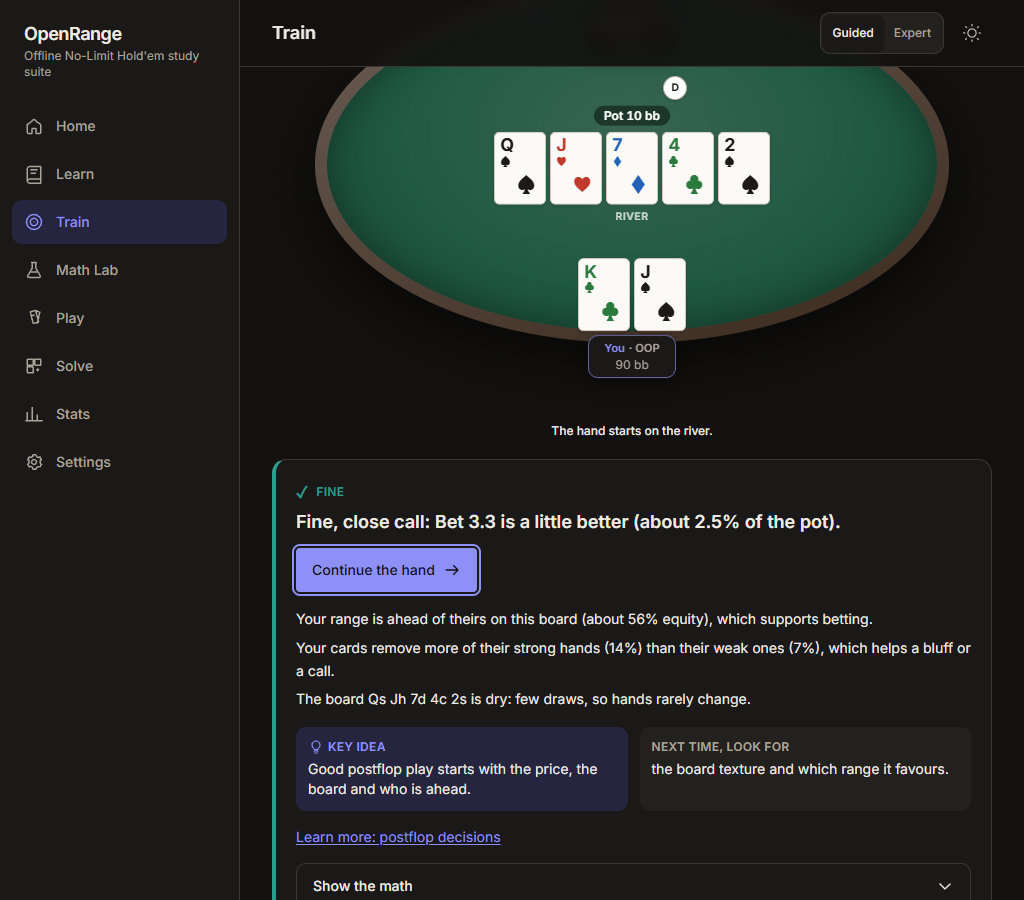 OpenRange
Offline No-Limit Hold'em study
suite
Home
Learn
Train
Math Lab
Play
Solve
Stats
Settings
Train
Guided
Expert
D
Pot 10 bb
Q
J
7
4
2
RIVER
K
J
You · OOP
90 bb
The hand starts on the river.
FINE
Fine, close call: Bet 3.3 is a little better (about 2.5% of the pot).
Continue the hand
Your range is ahead of theirs on this board (about 56% equity), which supports betting.
Your cards remove more of their strong hands (14%) than their weak ones (7%), which helps a bluff or
a call.
The board Qs Jh 7d 4c 2s is dry: few draws, so hands rarely change.
KEY IDEA
Good postflop play starts with the price, the
board and who is ahead.
NEXT TIME, LOOK FOR
the board texture and which range it favours.
Learn more: postflop decisions
Show the math